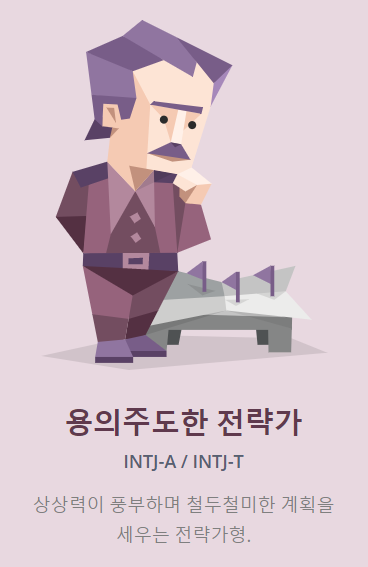 용의주도한 전략가
INTJ-A / INTJ-T
상상력이 풍부하며 철두철미한 계획을
세우는 전략가형.